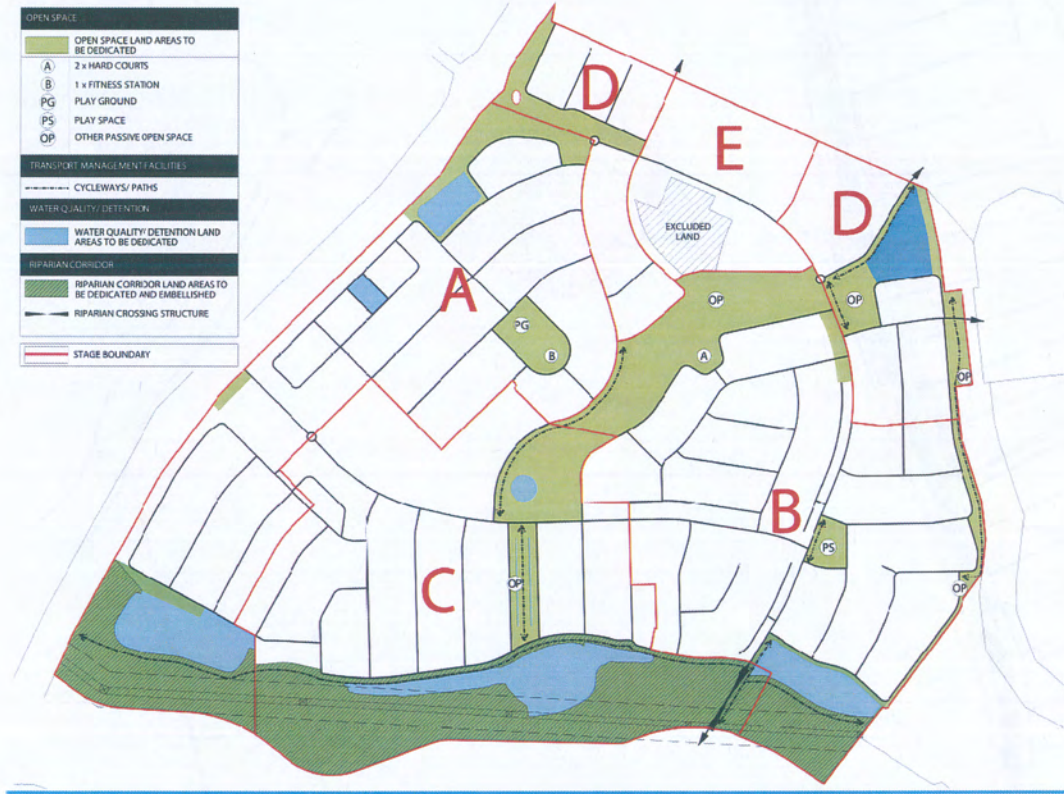 OPEN SPACE
OPEN SPACE LAND AREAS TO
BE DEDICATED
A 2 x HARD COURTS
B 1 x FITNESS STATION
PG PLAY GROUND
PS PLAY SPACE
OP OTHER PASSIVE OPEN SPACE
TRANSPORT MANAGEMENT FACILITIES
CYCLEWAYS/ PATHS
WATER QUALITY/ DETENTION
WATER QUALITY/ DETENTION LAND
AREAS TO BE DEDICATED
RIPARIAN CORRIDOR
RIPARIAN CORRIDOR LAND AREAS TO
BE DEDICATED AND EMBELLISHED
RIPARIAN CROSSING STRUCTURE
STAGE BOUNDARY
D
E
D
EXCLUDED
LAND
A
OP
OP
PG
B
A
OP
B
PS
C
OP
OP